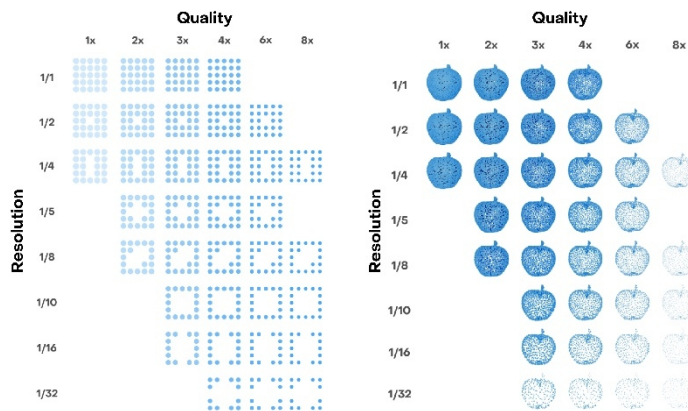 Quality
1x 2x 3x 4x 6x 8x
Resolution
1/1
1/2
1/4
1/5
1/8
1/10
1/16
1/32
Quality
1x 2x 3x 4x 6x 8x
Resolution
1/1
1/2
1/4
1/5
1/8
1/10
1/16
1/32